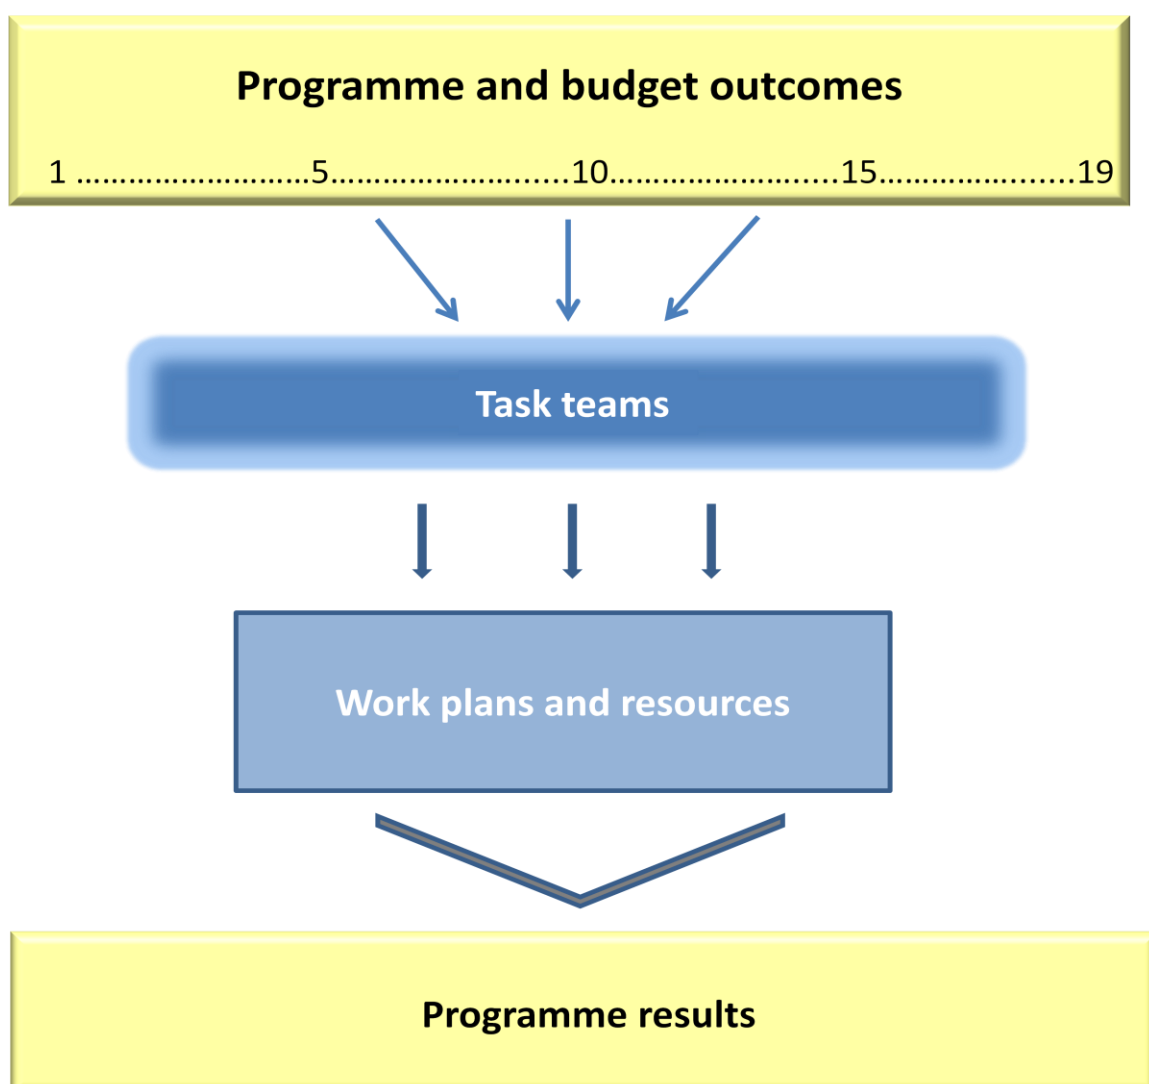 Programme and budget outcomes
1 ………………………5…………………......10………………….....15…………….......19
Task teams
Work plans and resources
Programme results